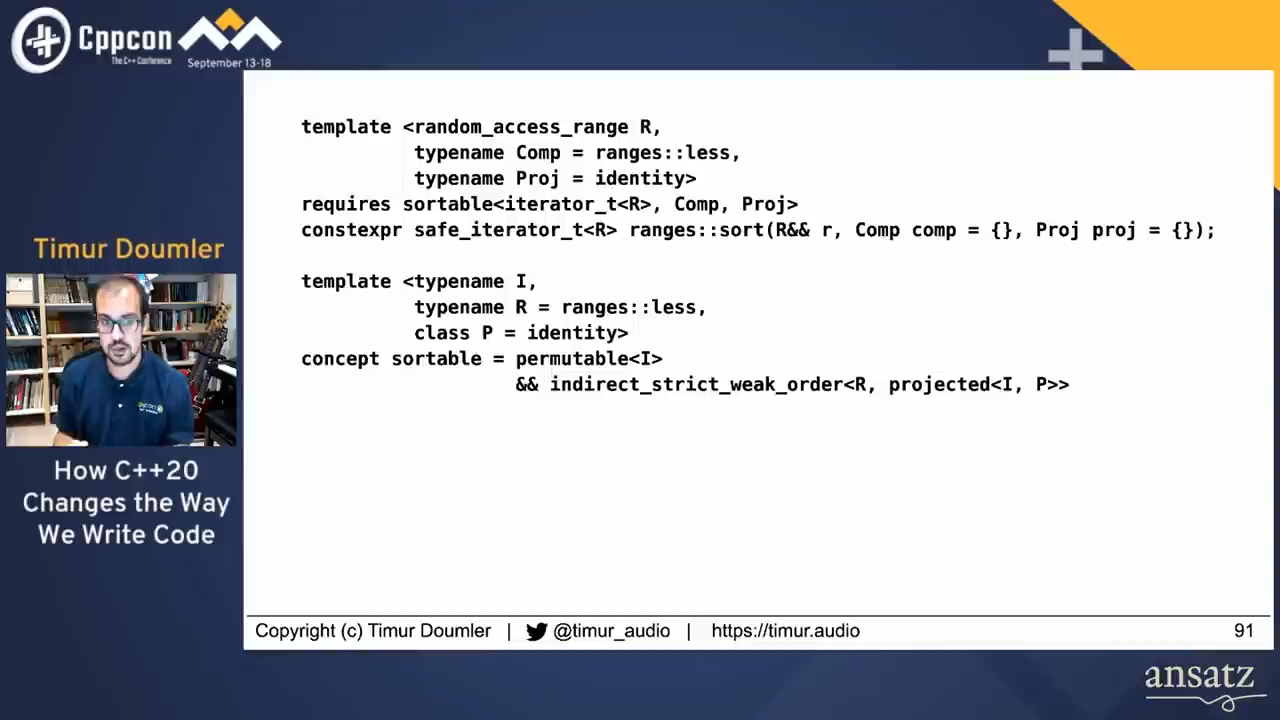 Cppcon
The C++ Conference
September 13-18
template <random_access_range R,
typename Comp = ranges::less,
typename Proj = identity>
requires sortable<iterator_t<R>, Comp, Proj>
constexpr safe_iterator_t<R> ranges::sort(R&& r, Comp comp = {}, Proj proj = {});
template <typename I,
typename R = ranges::less,
class P = identity>
concept sortable = permutable<I>
&& indirect_strict_weak_order<R, projected<I, P>>
Timur Doumler
How C++20
Changes the Way
We Write Code
Copyright (c) Timur Doumler | @timur_audio | https://timur.audio
91
ansatz